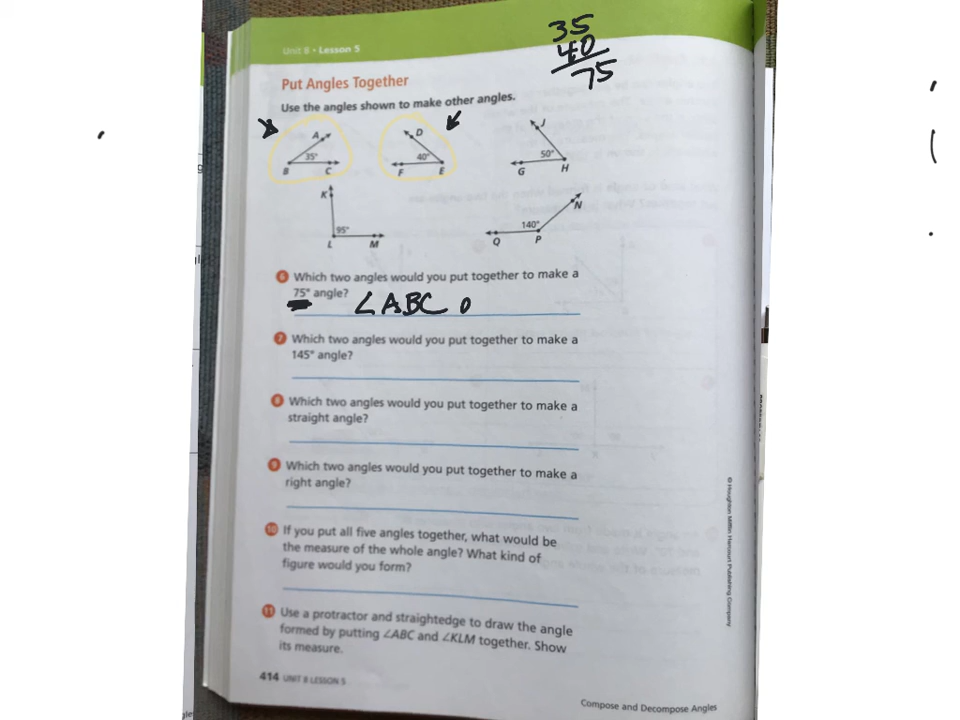 35
40
75
Unit 8 • Lesson 5
Put Angles Together
Use the angles shown to make other angles.
A
35°
B
C
D
40°
F
E
J
50°
G
H
K
95°
L
M
N
140°
Q
P
6 Which two angles would you put together to make a
75° angle?
∠ABC
7 Which two angles would you put together to make a
145° angle?
8 Which two angles would you put together to make a
straight angle?
9 Which two angles would you put together to make a
right angle?
10 If you put all five angles together, what would be
the measure of the whole angle? What kind of
figure would you form?
11 Use a protractor and straightedge to draw the angle
formed by putting ∠ABC and ∠KLM together. Show
its measure.
414 UNIT 8 LESSON 5
Compose and Decompose Angles
© Houghton Mifflin Harcourt Publishing Company